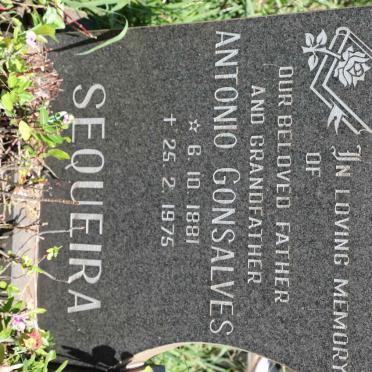 IN LOVING MEMORY
OF
OUR BELOVED FATHER
AND GRANDFATHER
ANTONIO GONSALVES
☆ 6 10 1881
† 25 2 1975
SEQUEIRA